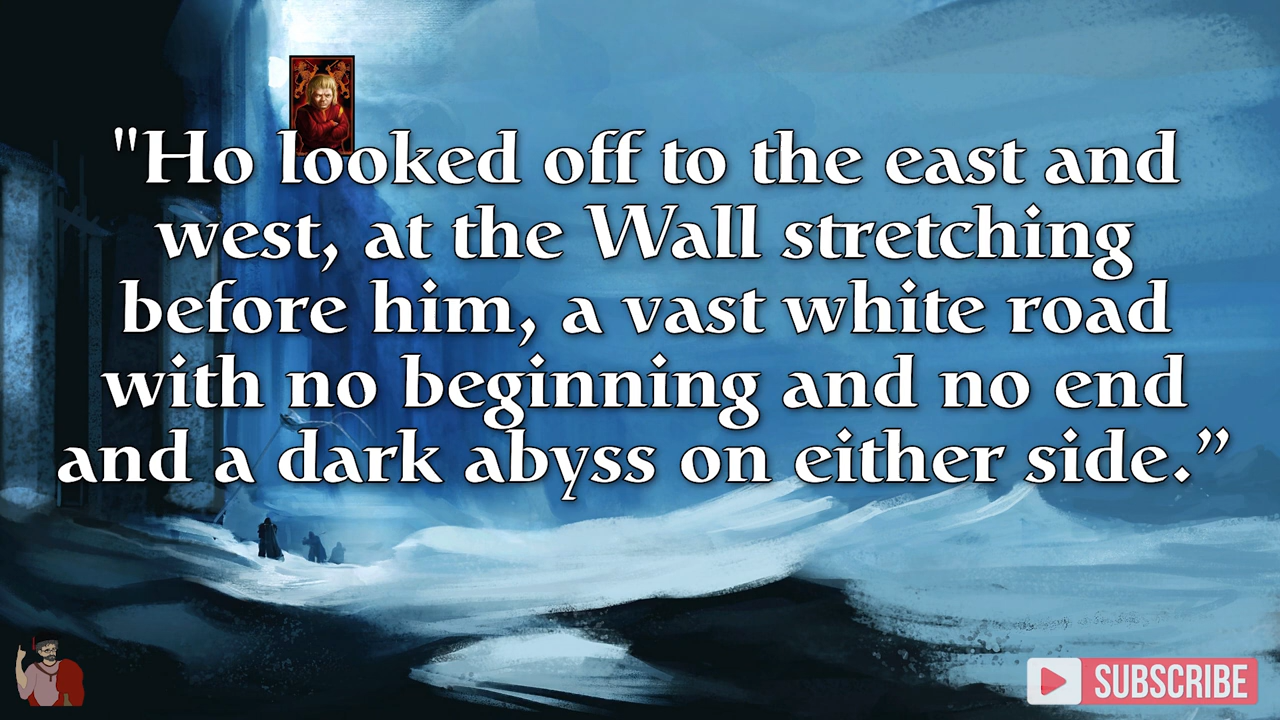 "Ho looked off to the east and
west, at the Wall stretching
before him, a vast white road
with no beginning and no end
and a dark abyss on either side.”
SUBSCRIBE